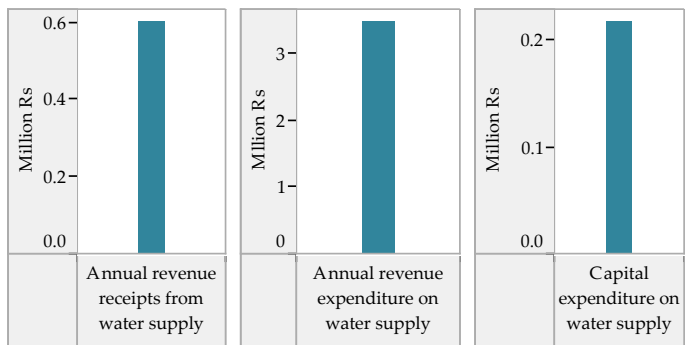 Million Rs
0.6
0.4
0.2
0.0
Annual revenue
receipts from
water supply
Mllion Rs
3
2
1
0
Annual revenue
expenditure on
water supply
Million Rs
0.2
0.1
0.0
Capital
expenditure on
water supply